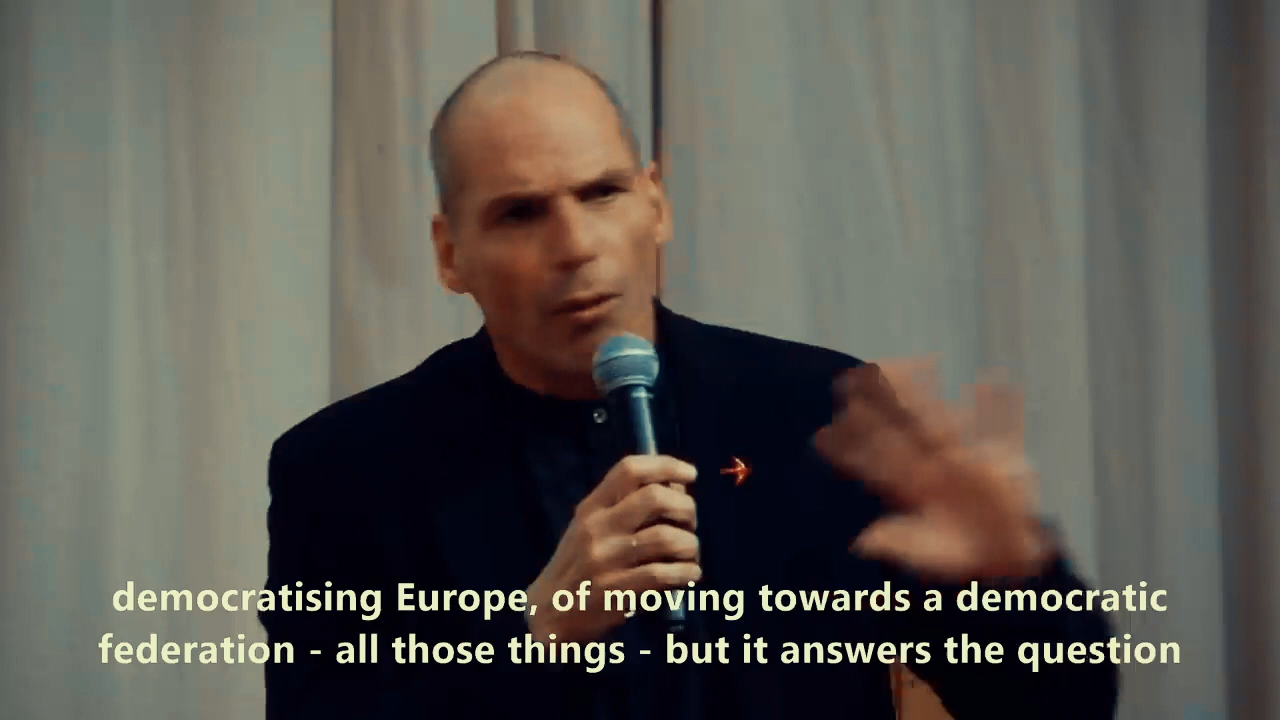 democratising Europe, of moving towards a democratic
federation - all those things - but it answers the question